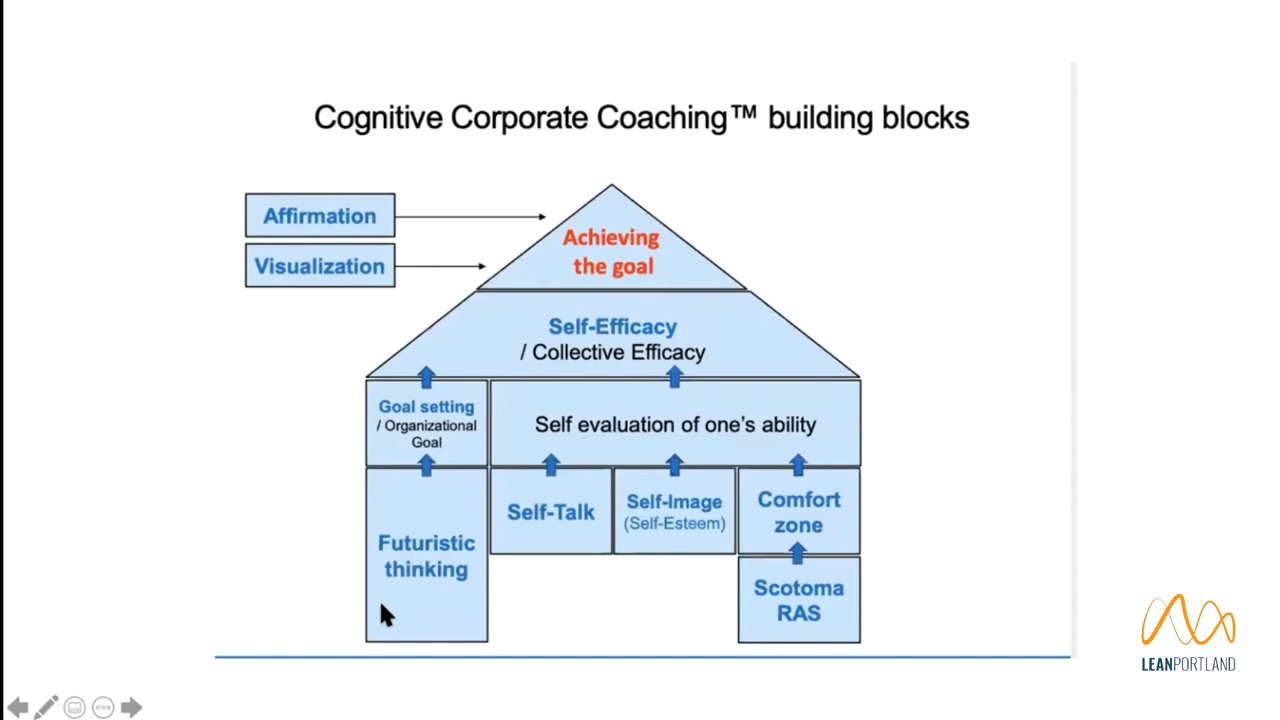 Cognitive Corporate Coaching™ building blocks
Affirmation
Visualization
Achieving
the goal
Self-Efficacy
/ Collective Efficacy
Goal setting
/ Organizational
Goal
Self evaluation of one's ability
Futuristic
thinking
Self-Talk
Self-Image
(Self-Esteem)
Comfort
zone
Scotoma
RAS
LEANPORTLAND